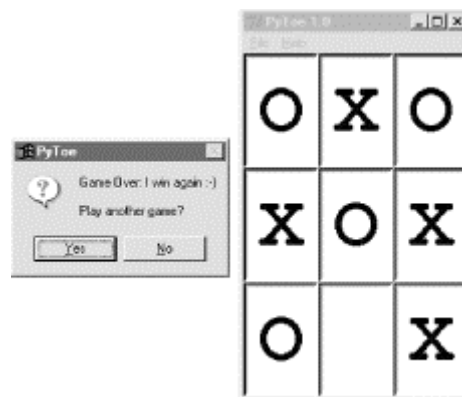 PyToe 1.0
File Help
O X O
PyToe
Game Over: I win again :-)
Play another game?
X O X
Yes No
O X